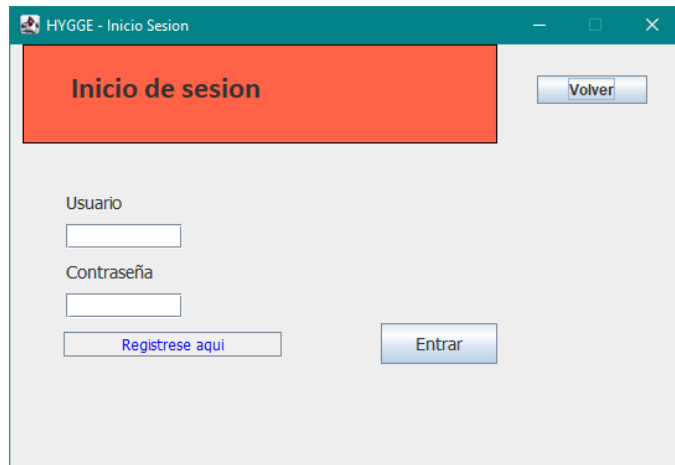 HYGGE - Inicio Sesion
Inicio de sesion
Volver
Usuario
Contraseña
Registrese aqui
Entrar